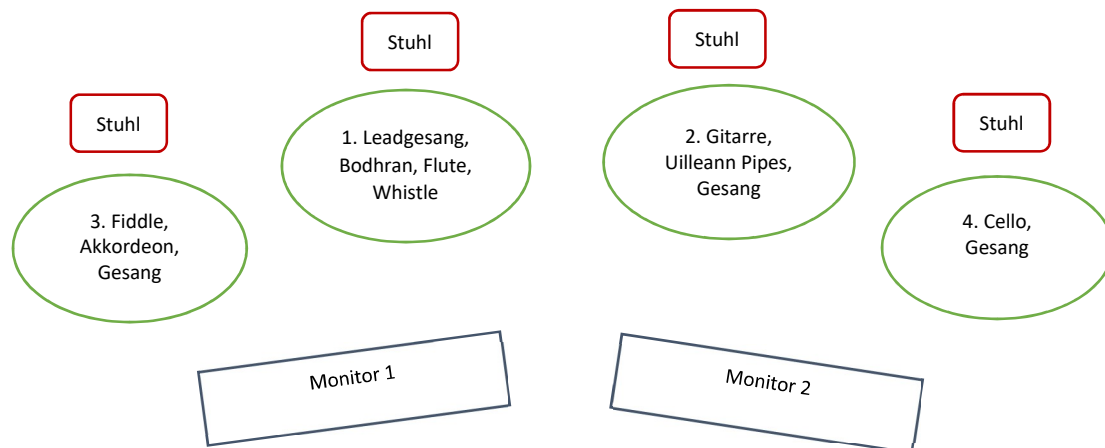 Stuhl
Stuhl
Stuhl
Stuhl
1. Leadgesang,
Bodhran, Flute,
Whistle
2. Gitarre,
Uilleann Pipes,
Gesang
3. Fiddle,
Akkordeon,
Gesang
4. Cello,
Gesang
Monitor 1
Monitor 2